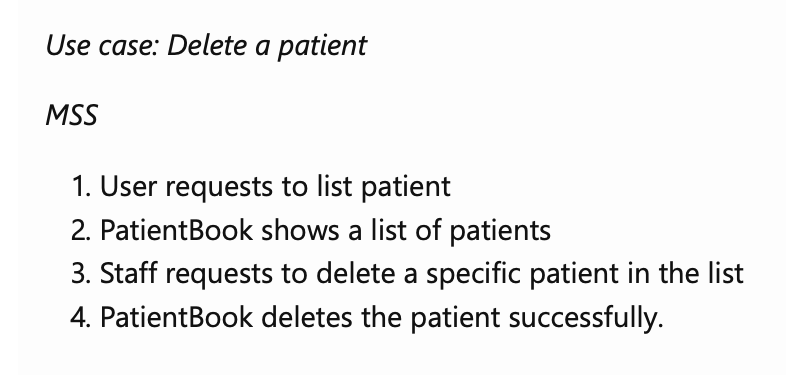 Use case: Delete a patient
MSS
1. User requests to list patient
2. PatientBook shows a list of patients
3. Staff requests to delete a specific patient in the list
4. PatientBook deletes the patient successfully.